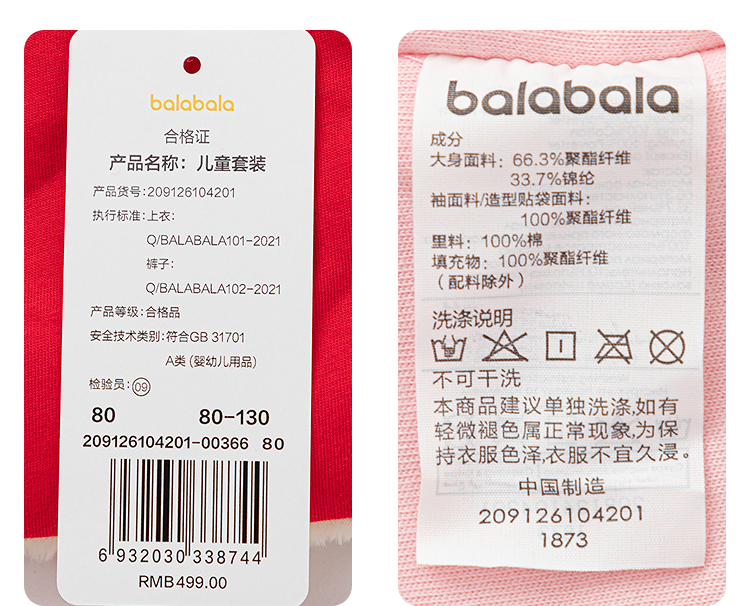 balabala
合格证
产品名称：儿童套装
产品货号：209126104201
执行标准：上衣：
Q/BALABALA101-2021
裤子：
Q/BALABALA102-2021
产品等级：合格品
安全技术类别：符合GB 31701
A类 (婴幼儿用品)
检验员：09
80 80-130
209126104201-00366 80
6 932030 338744
RMB499.00
balabala
成分
大身面料：66.3%聚酯纤维
33.7%锦纶
袖面料/造型贴袋面料：
100%聚酯纤维
里料：100%棉
填充物：100%聚酯纤维
（配料除外）
洗涤说明
不可干洗
本商品建议单独洗涤,如有
轻微褪色属正常现象,为保
持衣服色泽,衣服不宜久浸。
中国制造
209126104201
1873